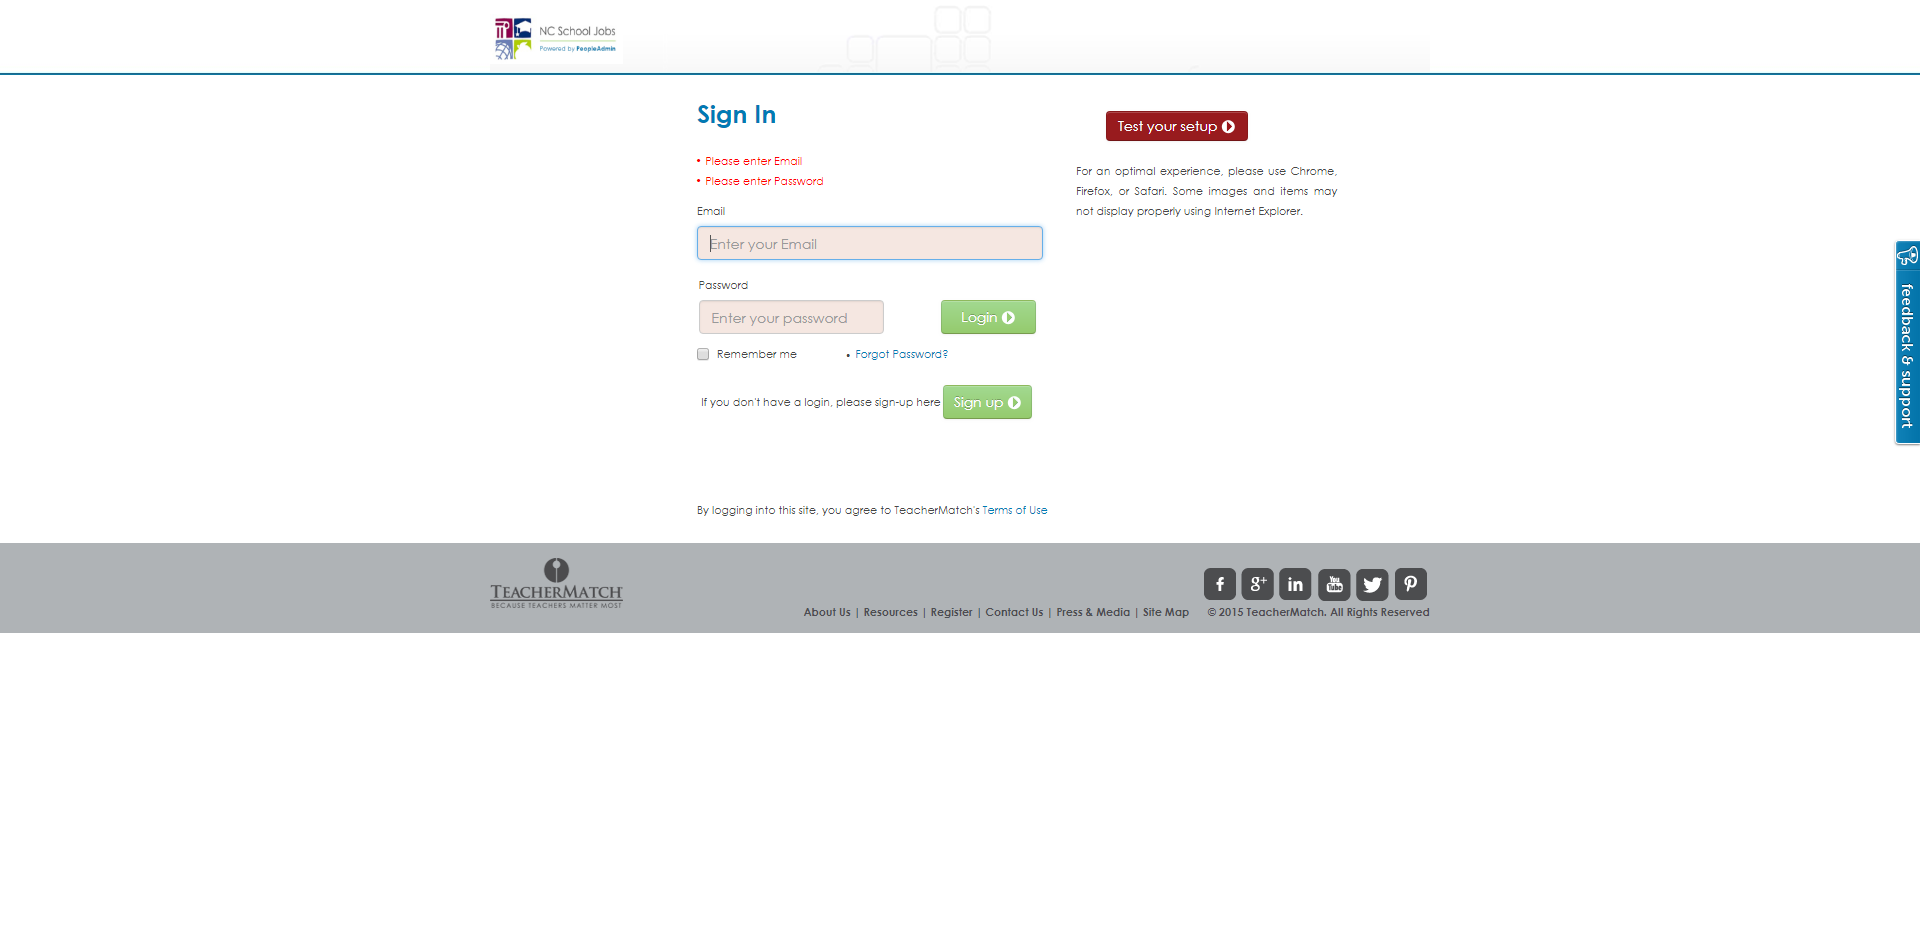 NC School Jobs
Powered by PeopleAdmin
Sign In
• Please enter Email
• Please enter Password
Email
Enter your Email
Password
Enter your password
Login
Remember me
• Forgot Password?
If you don't have a login, please sign-up here
Sign up
Test your setup
For an optimal experience, please use Chrome,
Firefox, or Safari. Some images and items may
not display properly using Internet Explorer.
feedback & support
By logging into this site, you agree to TeacherMatch's Terms of Use
TEACHERMATCH
BECAUSE TEACHERS MATTER MOST
f
g+
in
You Tube
About Us | Resources | Register | Contact Us | Press & Media | Site Map
© 2015 TeacherMatch. All Rights Reserved